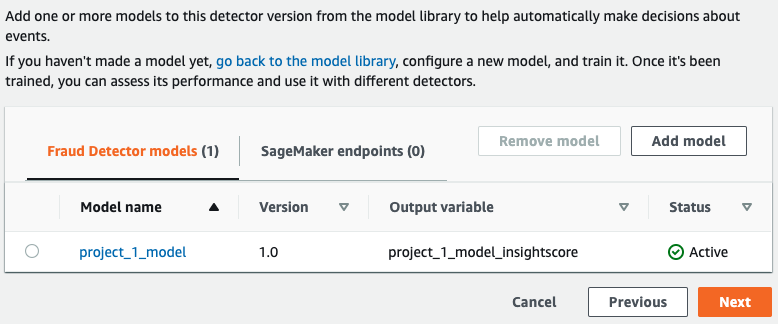 Add one or more models to this detector version from the model library to help automatically make decisions about
events.
If you haven't made a model yet, go back to the model library, configure a new model, and train it. Once it's been
trained, you can assess its performance and use it with different detectors.
Fraud Detector models (1) SageMaker endpoints (0) Remove model Add model
Model name Version Output variable Status
project_1_model 1.0 project_1_model_insightscore Active
Cancel Previous Next